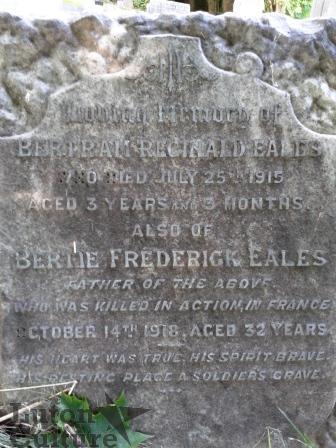 In Loving Memory of
BERTRAM REGINALD EALES
WHO DIED JULY 25TH 1915
AGED 3 YEARS AND 3 MONTHS.
ALSO OF
BERTIE FREDERICK EALES
FATHER OF THE ABOVE.
WHO WAS KILLED IN ACTION, IN FRANCE
OCTOBER 14TH 1918, AGED 32 YEARS.
HIS HEART WAS TRUE, HIS SPIRIT BRAVE.
HIS RESTING PLACE A SOLDIERS GRAVE.
Luton
Culture